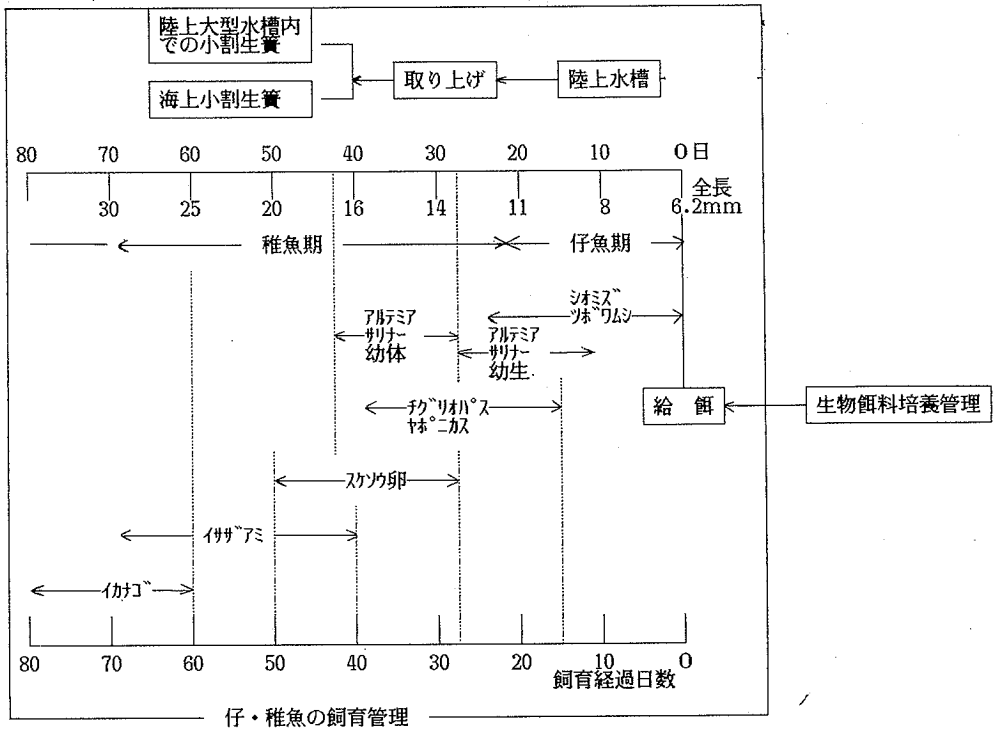 陸上大型水槽内
での小割生簀
取り上げ
陸上水槽
海上小割生簀
80 70 60 50 40 30 20 10 0日
全長
30 25 20 16 14 11 8 6.2mm
稚魚期
仔魚期
シオミズ
ツボワムシ
アルテミア
サリナー
幼体
アルテミア
サリナー
幼生
チグリオパス
ヤポニカス
給 餌
生物餌料培養管理
スケソウ卵
イサザアミ
イカナゴ
80 70 60 50 40 30 20 10 0
飼育経過日数
仔・稚魚の飼育管理